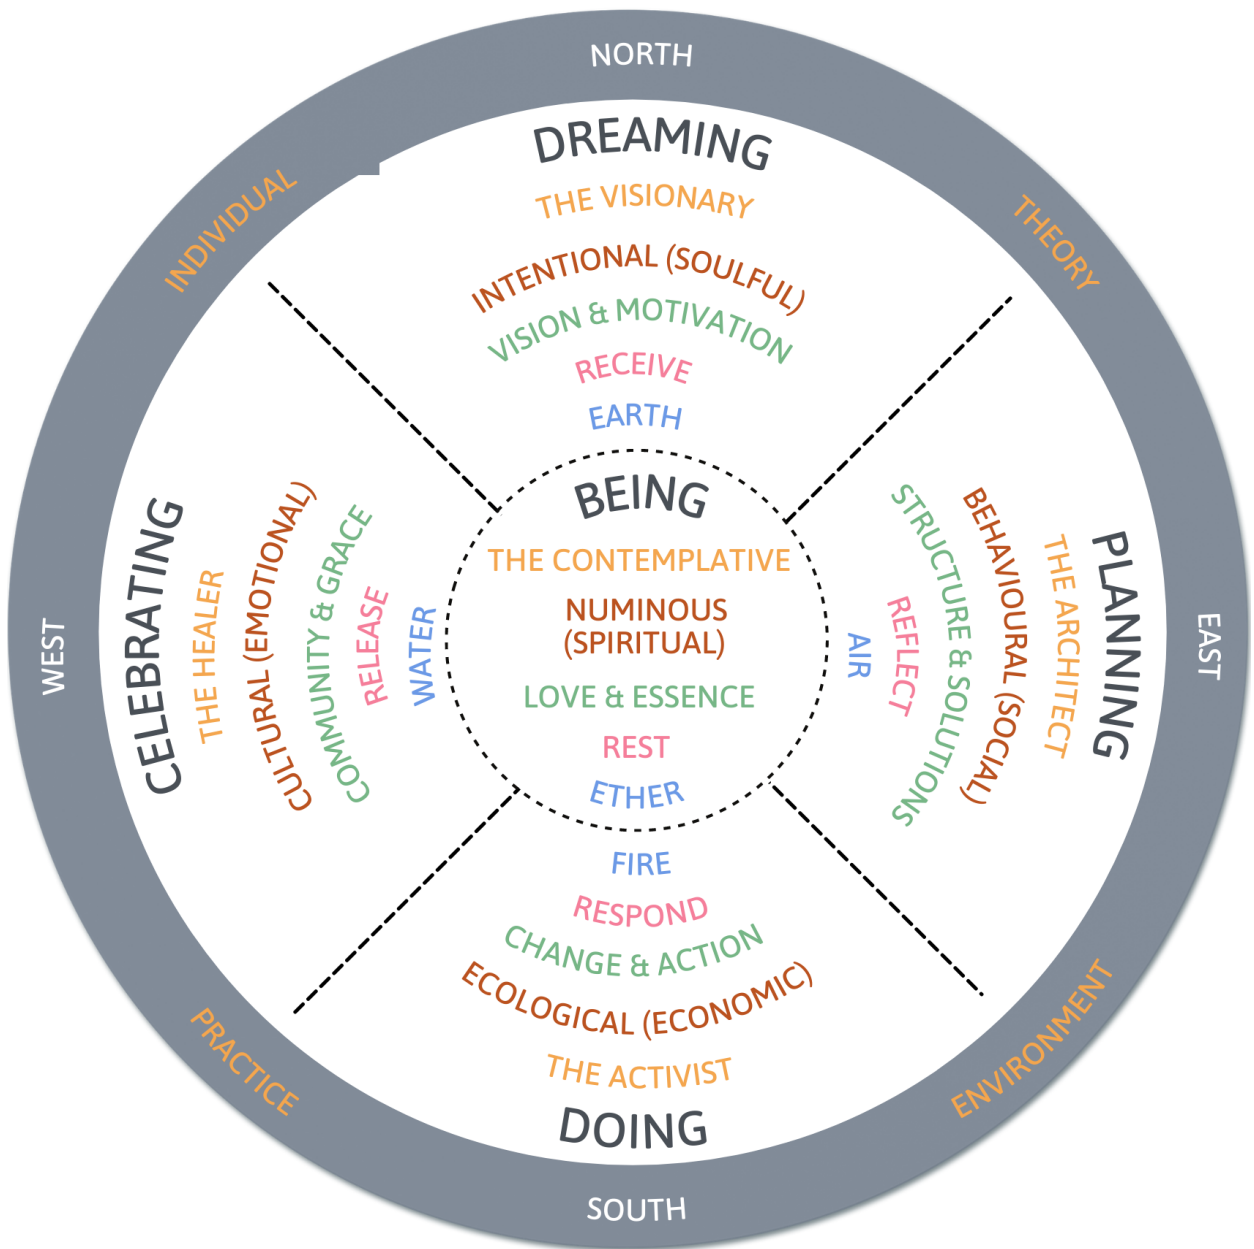 NORTH
INDIVIDUAL
THEORY
DREAMING
THE VISIONARY
INTENTIONAL (SOULFUL)
VISION & MOTIVATION
RECEIVE
EARTH
WEST
CELEBRATING
THE HEALER
CULTURAL (EMOTIONAL)
COMMUNITY & GRACE
RELEASE
WATER
BEING
THE CONTEMPLATIVE
NUMINOUS
(SPIRITUAL)
LOVE & ESSENCE
REST
ETHER
AIR
REFLECT
STRUCTURE & SOLUTIONS
BEHAVIOURAL (SOCIAL)
THE ARCHITECT
PLANNING
EAST
FIRE
RESPOND
CHANGE & ACTION
ECOLOGICAL (ECONOMIC)
THE ACTIVIST
DOING
PRACTICE
ENVIRONMENT
SOUTH